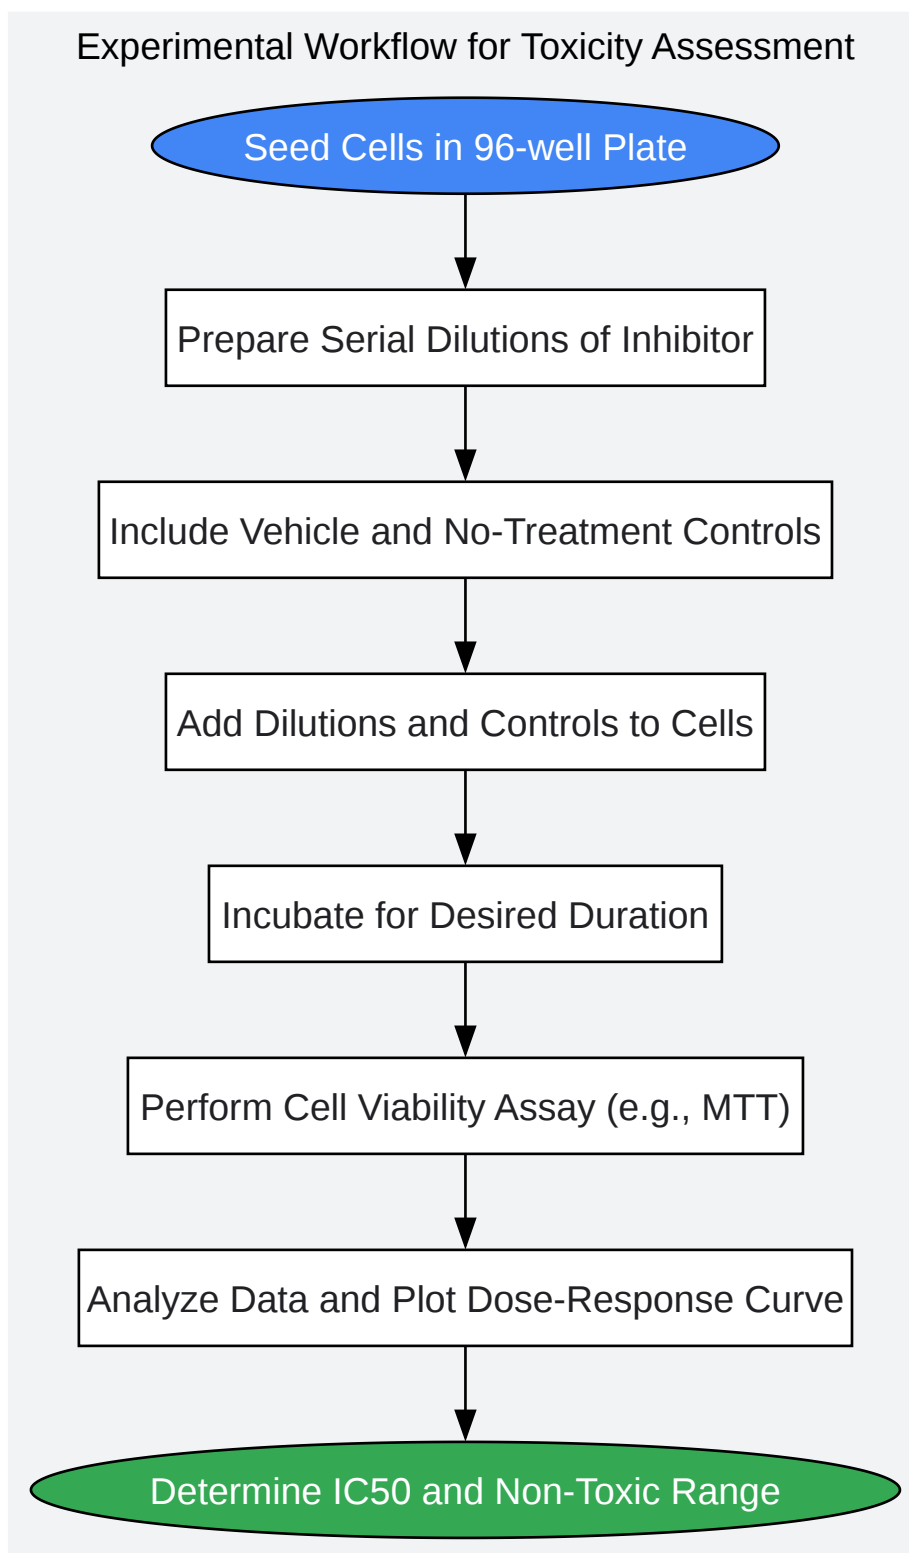 Experimental Workflow for Toxicity Assessment
Seed Cells in 96-well Plate
Prepare Serial Dilutions of Inhibitor
Include Vehicle and No-Treatment Controls
Add Dilutions and Controls to Cells
Incubate for Desired Duration
Perform Cell Viability Assay (e.g., MTT)
Analyze Data and Plot Dose-Response Curve
Determine IC50 and Non-Toxic Range